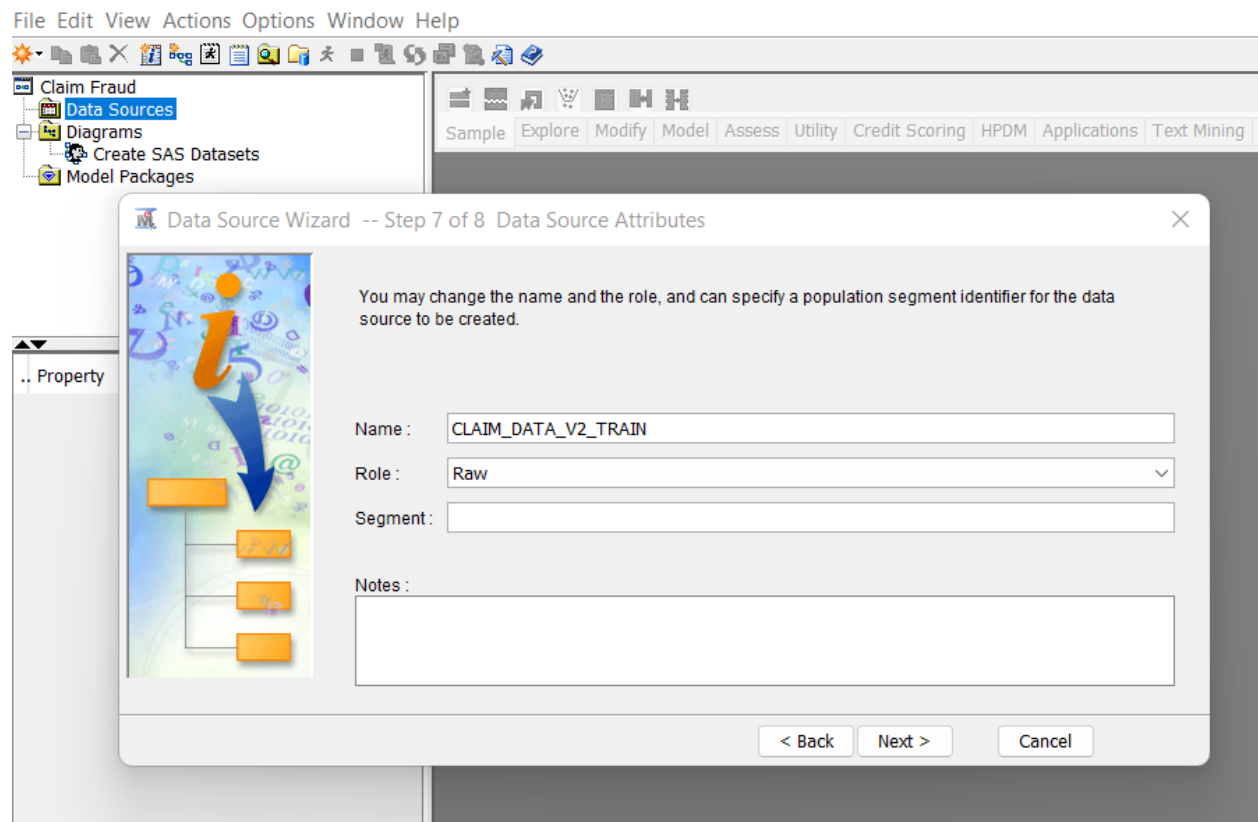 File Edit View Actions Options Window Help
Claim Fraud
Data Sources
Diagrams
Create SAS Datasets
Model Packages
Sample Explore Modify Model Assess Utility Credit Scoring HPDM Applications Text Mining
Data Source Wizard -- Step 7 of 8 Data Source Attributes
You may change the name and the role, and can specify a population segment identifier for the data
source to be created.
.. Property
Name :
CLAIM_DATA_V2_TRAIN
Role :
Raw
Segment :
Notes :
< Back Next > Cancel